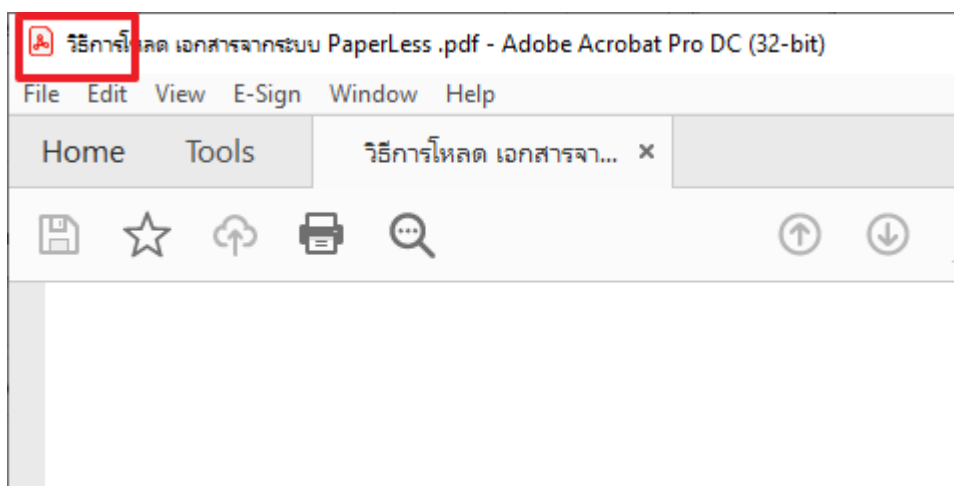 วิธีการโหลด เอกสารจากระบบ PaperLess .pdf - Adobe Acrobat Pro DC (32-bit)
File Edit View E-Sign Window Help
Home Tools วิธีการโหลด เอกสารจา... ×